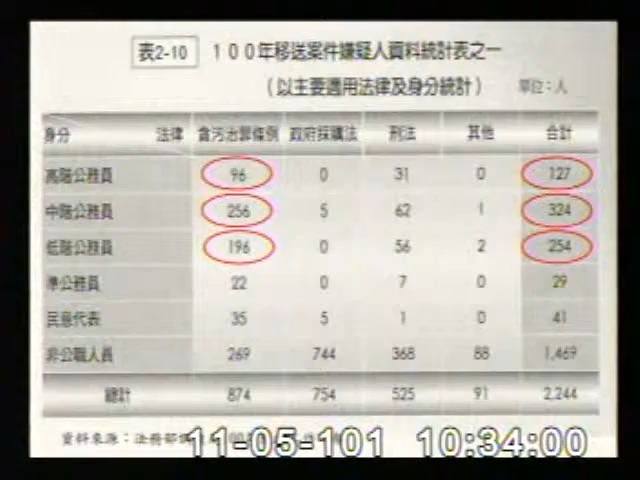 表2-10 100年移送案件嫌疑人資料統計表之一
(以主要適用法律及身分統計) 單位:人
身分 法律 貪污治罪條例 政府採購法 刑法 其他 合計
高階公務員 96 0 31 0 127
中階公務員 256 5 62 1 324
低階公務員 196 0 56 2 254
準公務員 22 0 7 0 29
民意代表 35 5 1 0 41
非公職人員 269 744 368 88 1,469
總計 874 754 525 91 2,244
資料來源:法務部
11-05-101 10:34:00